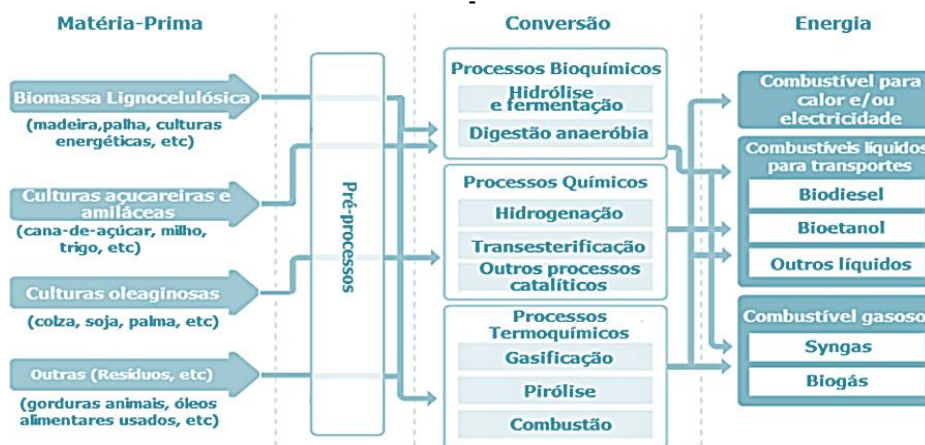 Matéria-Prima
Conversão
Energia
Biomassa Lignocelulósica
(madeira,palha, culturas
energéticas, etc)
Culturas açucareiras e
amiláceas
(cana-de-açúcar, milho,
trigo, etc)
Culturas oleaginosas
(colza, soja, palma, etc)
Outras (Resíduos, etc)
(gorduras animais, óleos
alimentares usados, etc)
Pré-processos
Processos Bioquímicos
Hidrólise
e fermentação
Digestão anaeróbia
Processos Químicos
Hidrogenação
Transesterificação
Outros processos
catalíticos
Processos
Termoquímicos
Gasificação
Pirólise
Combustão
Combustível para
calor e/ou
electricidade
Combustíveis líquidos
para transportes
Biodiesel
Bioetanol
Outros líquidos
Combustível gasoso
Syngas
Biogás